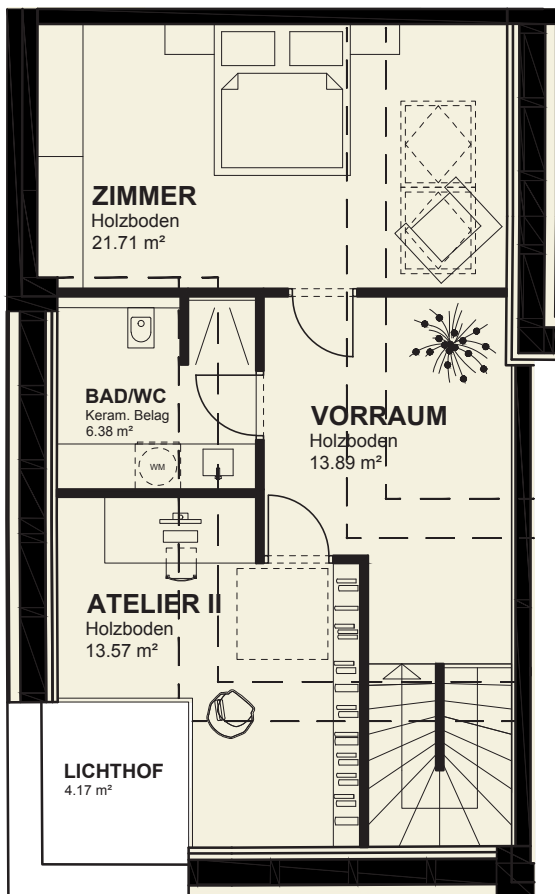 ZIMMER
Holzboden
21.71 m²
BAD/WC
Keram. Belag
6.38 m²
WM
VORRAUM
Holzboden
13.89 m²
ATELIER II
Holzboden
13.57 m²
LICHTHOF
4.17 m²